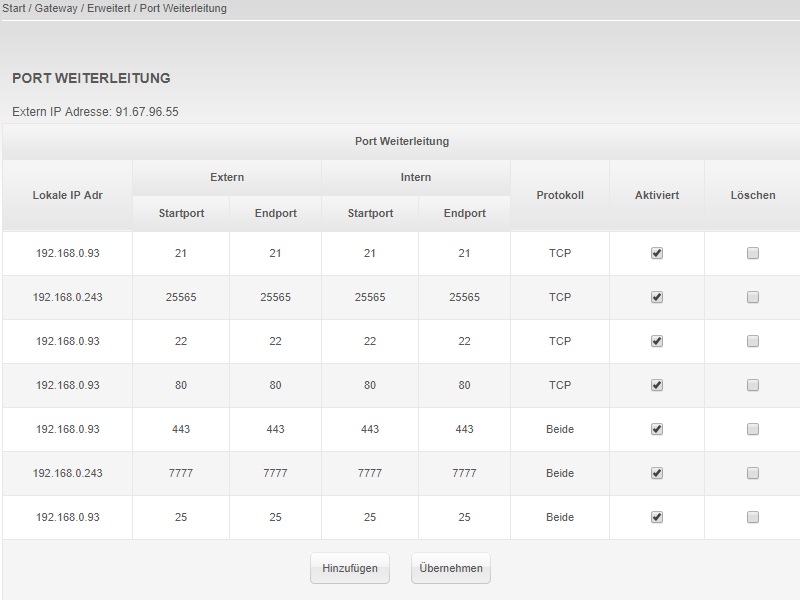 Start / Gateway / Erweitert / Port Weiterleitung
PORT WEITERLEITUNG
Extern IP Adresse: 91.67.96.55
Port Weiterleitung
Lokale IP Adr Extern Intern Protokoll Aktiviert Löschen
Startport Endport Startport Endport
192.168.0.93 21 21 21 21 TCP
192.168.0.243 25565 25565 25565 25565 TCP
192.168.0.93 22 22 22 22 TCP
192.168.0.93 80 80 80 80 TCP
192.168.0.93 443 443 443 443 Beide
192.168.0.243 7777 7777 7777 7777 Beide
192.168.0.93 25 25 25 25 Beide
Hinzufügen Übernehmen